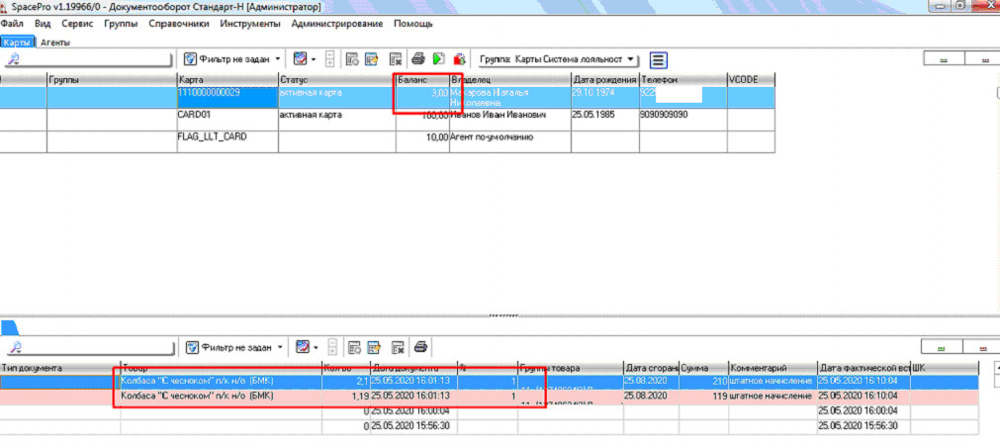 SpacePro v1.19966/0 - Документооборот Стандарт-Н [Администратор]
Файл Вид Сервис Группы Справочники Инструменты Администрирование Помощь
Карты Агенты
Фильтр не задан Группа: Карты Система лояльност ... ...
Группы Карта Статус Баланс Владелец Дата рождения Телефон VCODE
1110000000029 активная карта 3,00 Макарова Наталья Николаевна 29.10.1974 922
CARD01 активная карта 100,00 Иванов Иван Иванович 25.05.1985 9090909090
FLAG_LLT_CARD 10,00 Агент по-умолчанию
Фильтр не задан ... ...
Тип документа Товар Кол-во Дата документа % Группы товара Дата сгоран Сумма Комментарий Дата фактической вст ШК
Колбаса "С чесноком" п/к н/о (БМК) 2,1 25.05.2020 16:01:13 1 25.08.2020 210 штатное начисление 25.05.2020 16:10:04
Колбаса "С чесноком" п/к н/о (БМК) 1,19 25.05.2020 16:01:13 1 25.08.2020 119 штатное начисление 25.05.2020 16:10:04
0 25.05.2020 16:00:04 25.05.2020 16:00:04
0 25.05.2020 15:56:30 25.05.2020 15:56:30